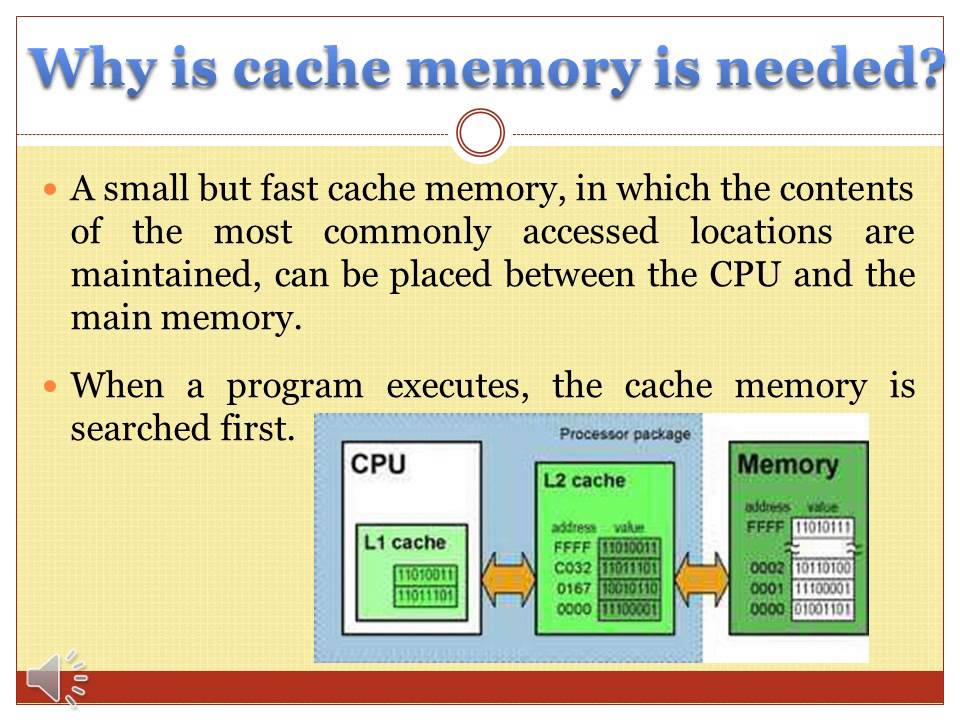 Why is cache memory is needed?
A small but fast cache memory, in which the contents
of the most commonly accessed locations are
maintained, can be placed between the CPU and the
main memory.
When a program executes, the cache memory is
searched first.
Processor package
CPU
L1 cache
11010011
11011101
L2 cache
address value
FFFF 11010011
C032 11011101
0167 10010110
0000 11100001
Memory
address value
FFFF 11010111
0002 10110100
0001 11100001
0000 01001101